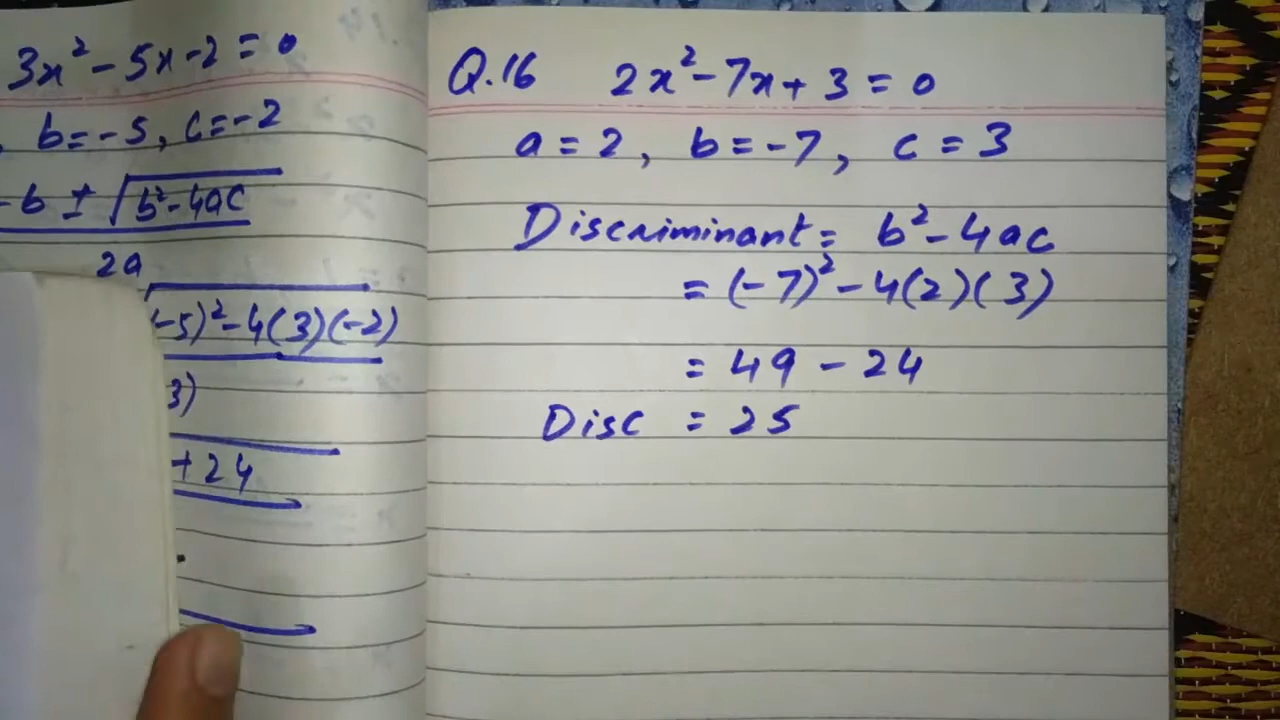 3x² - 5x - 2 = 0
, b = -5, c = -2
-b ± √b² - 4ac
2a
(-5)² - 4(3)(-2)
3)
+ 24
Q.16 2x² - 7x + 3 = 0
a = 2, b = -7, c = 3
Discriminant = b² - 4ac
= (-7)² - 4(2)(3)
= 49 - 24
Disc = 25